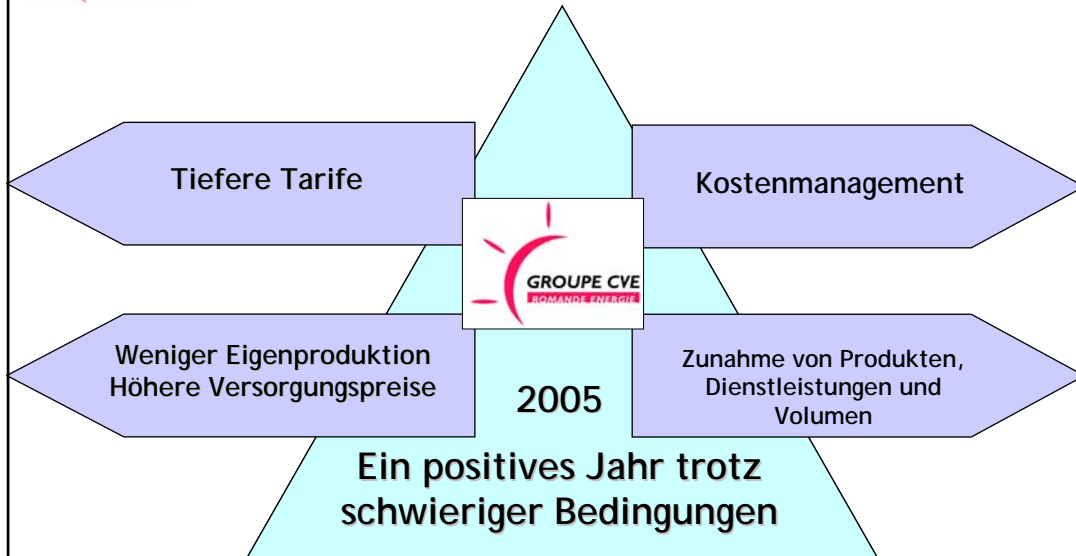 Tiefere Tarife
Kostenmanagement
GROUPE CVE
ROMANDE ENERGIE
Weniger Eigenproduktion
Höhere Versorgungspreise
Zunahme von Produkten,
Dienstleistungen und
Volumen
2005
Ein positives Jahr trotz
schwieriger Bedingungen